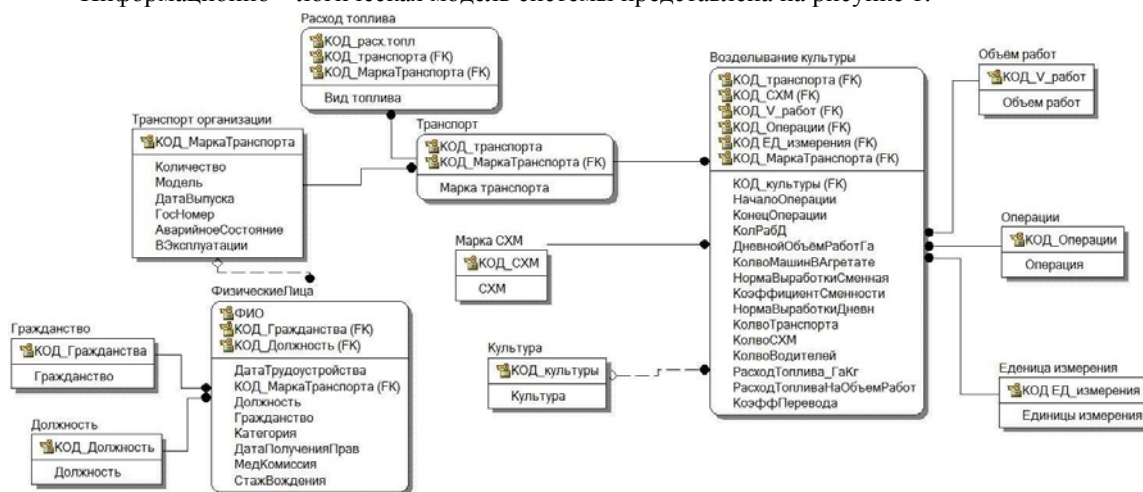 Информационно – логическая модель системы представлена на рисунке 1.
Расход топлива
КОД_расх.топл
КОД_транспорта (FK)
КОД_МаркаТранспорта (FK)
Вид топлива
Транспорт организации
КОД_МаркаТранспорта
Количество
Модель
ДатаВыпуска
ГосНомер
АварийноеСостояние
ВЭксплуатации
Транспорт
КОД_транспорта
КОД_МаркаТранспорта (FK)
Марка транспорта
Возделывание культуры
КОД_транспорта (FK)
КОД_СХМ (FK)
КОД_V_работ (FK)
КОД_Операции (FK)
КОД ЕД_измерения (FK)
КОД_МаркаТранспорта (FK)
КОД_культуры (FK)
НачалоОперации
КонецОперации
КолРабД
ДневнойОбъёмРаботГа
КолвоМашинВАгретате
НормаВыработкиСменная
КоэффициентСменности
НормаВыработкиДневн
КолвоТранспорта
КолвоСХМ
КолвоВодителей
РасходТоплива_ГаКг
РасходТопливаНаОбъемРабот
КоэффПеревода
Объём работ
КОД_V_работ
Объем работ
Операции
КОД_Операции
Операция
Марка СХМ
КОД_СХМ
СХМ
Культура
КОД_культуры
Культура
Еденица измерения
КОД ЕД_измерения
Единицы измерения
ФизическиеЛица
ФИО
КОД_Гражданства (FK)
КОД_Должность (FK)
ДатаТрудоустройства
КОД_МаркаТранспорта (FK)
Должность
Гражданство
Категория
ДатаПолученияПрав
МедКомиссия
СтажВождения
Гражданство
КОД_Гражданства
Гражданство
Должность
КОД_Должность
Должность